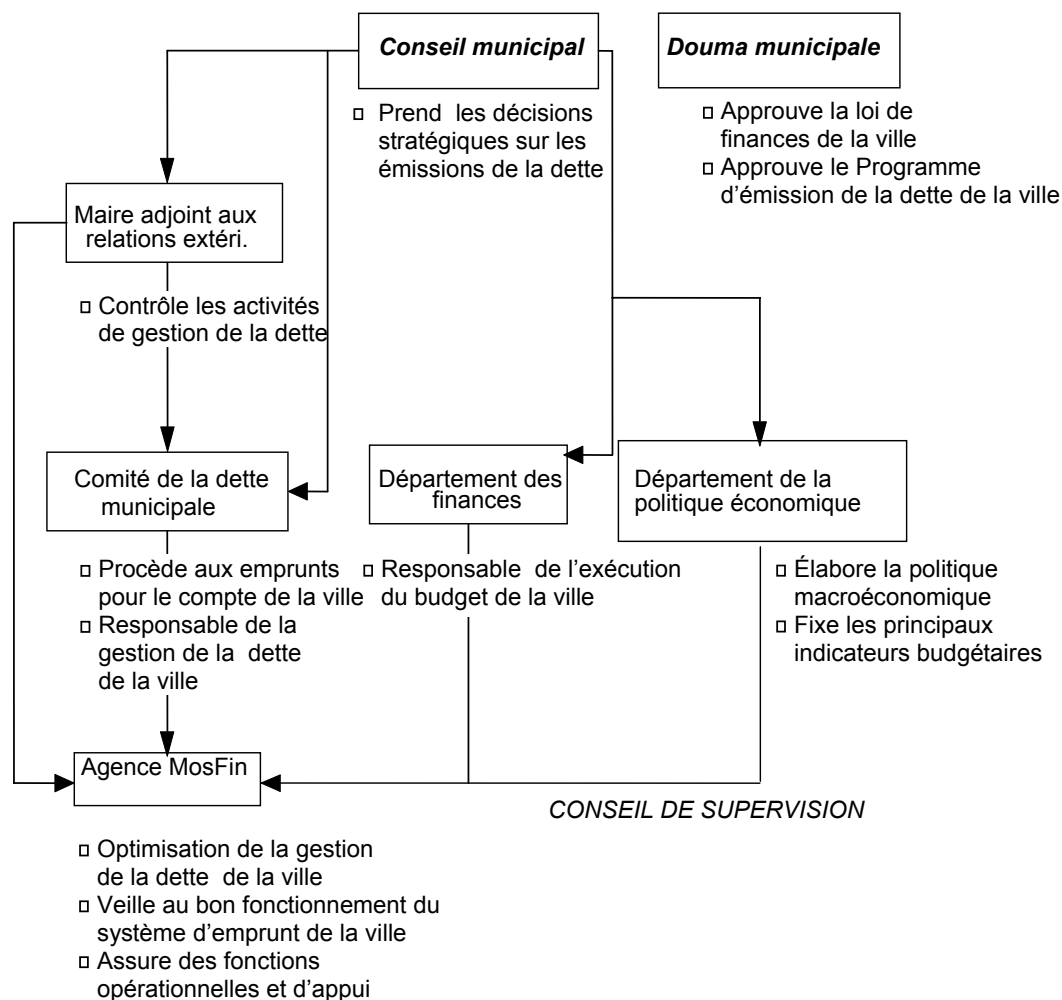 Conseil municipal
Douma municipale
▯ Prend les décisions
stratégiques sur les
émissions de la dette
▯ Approuve la loi de
finances de la ville
▯ Approuve le Programme
d’émission de la dette de la ville
Maire adjoint aux
relations extéri.
▯ Contrôle les activités
de gestion de la dette
Comité de la dette
municipale
Département des
finances
Département de la
politique économique
▯ Procède aux emprunts
pour le compte de la ville
▯ Responsable de la
gestion de la dette
de la ville
▯ Responsable de l’exécution
du budget de la ville
▯ Élabore la politique
macroéconomique
▯ Fixe les principaux
indicateurs budgétaires
Agence MosFin
CONSEIL DE SUPERVISION
▯ Optimisation de la gestion
de la dette de la ville
▯ Veille au bon fonctionnement du
système d’emprunt de la ville
▯ Assure des fonctions
opérationnelles et d’appui